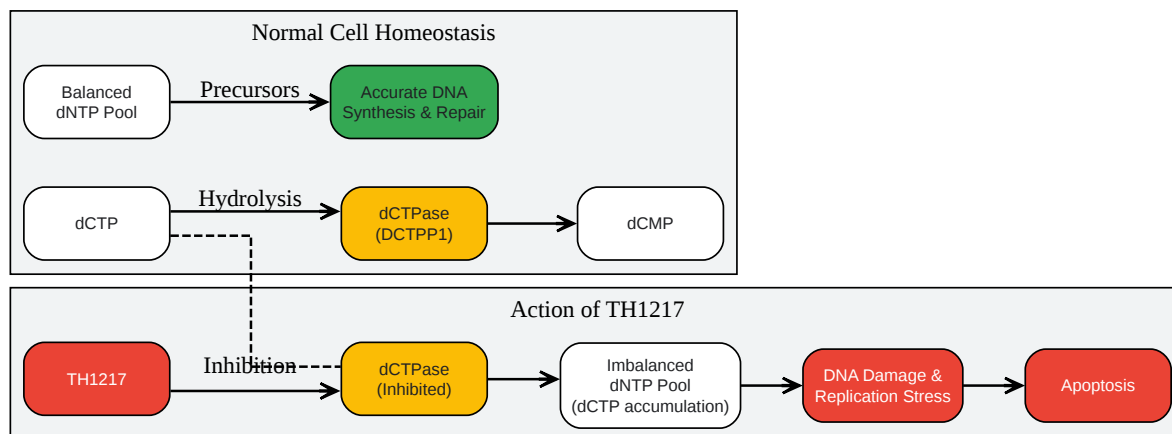 Normal Cell Homeostasis
Balanced
dNTP Pool
Precursors
Accurate DNA
Synthesis & Repair
dCTP
Hydrolysis
dCTPase
(DCTPP1)
dCMP
Action of TH1217
TH1217
Inhibition
dCTPase
(Inhibited)
Imbalanced
dNTP Pool
(dCTP accumulation)
DNA Damage &
Replication Stress
Apoptosis